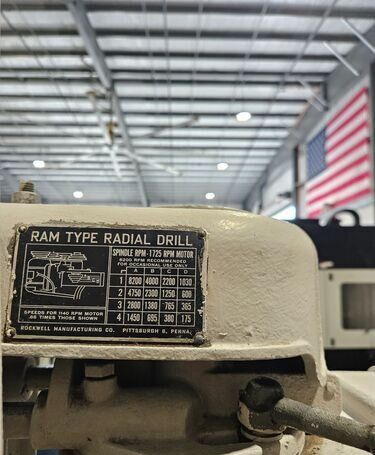 RAM TYPE RADIAL DRILL
SPINDLE RPM-1725 RPM MOTOR
8200 RPM RECOMMENDED
FOR OCCASIONAL USE ONLY
A B C D
1 8200 4000 2200 1030
2 4750 2300 1250 600
3 2800 1380 765 365
4 1450 695 380 175
SPEEDS FOR 1140 RPM MOTOR
.66 TIMES THOSE SHOWN
ROCKWELL MANUFACTURING CO. PITTSBURGH 8, PENNA.